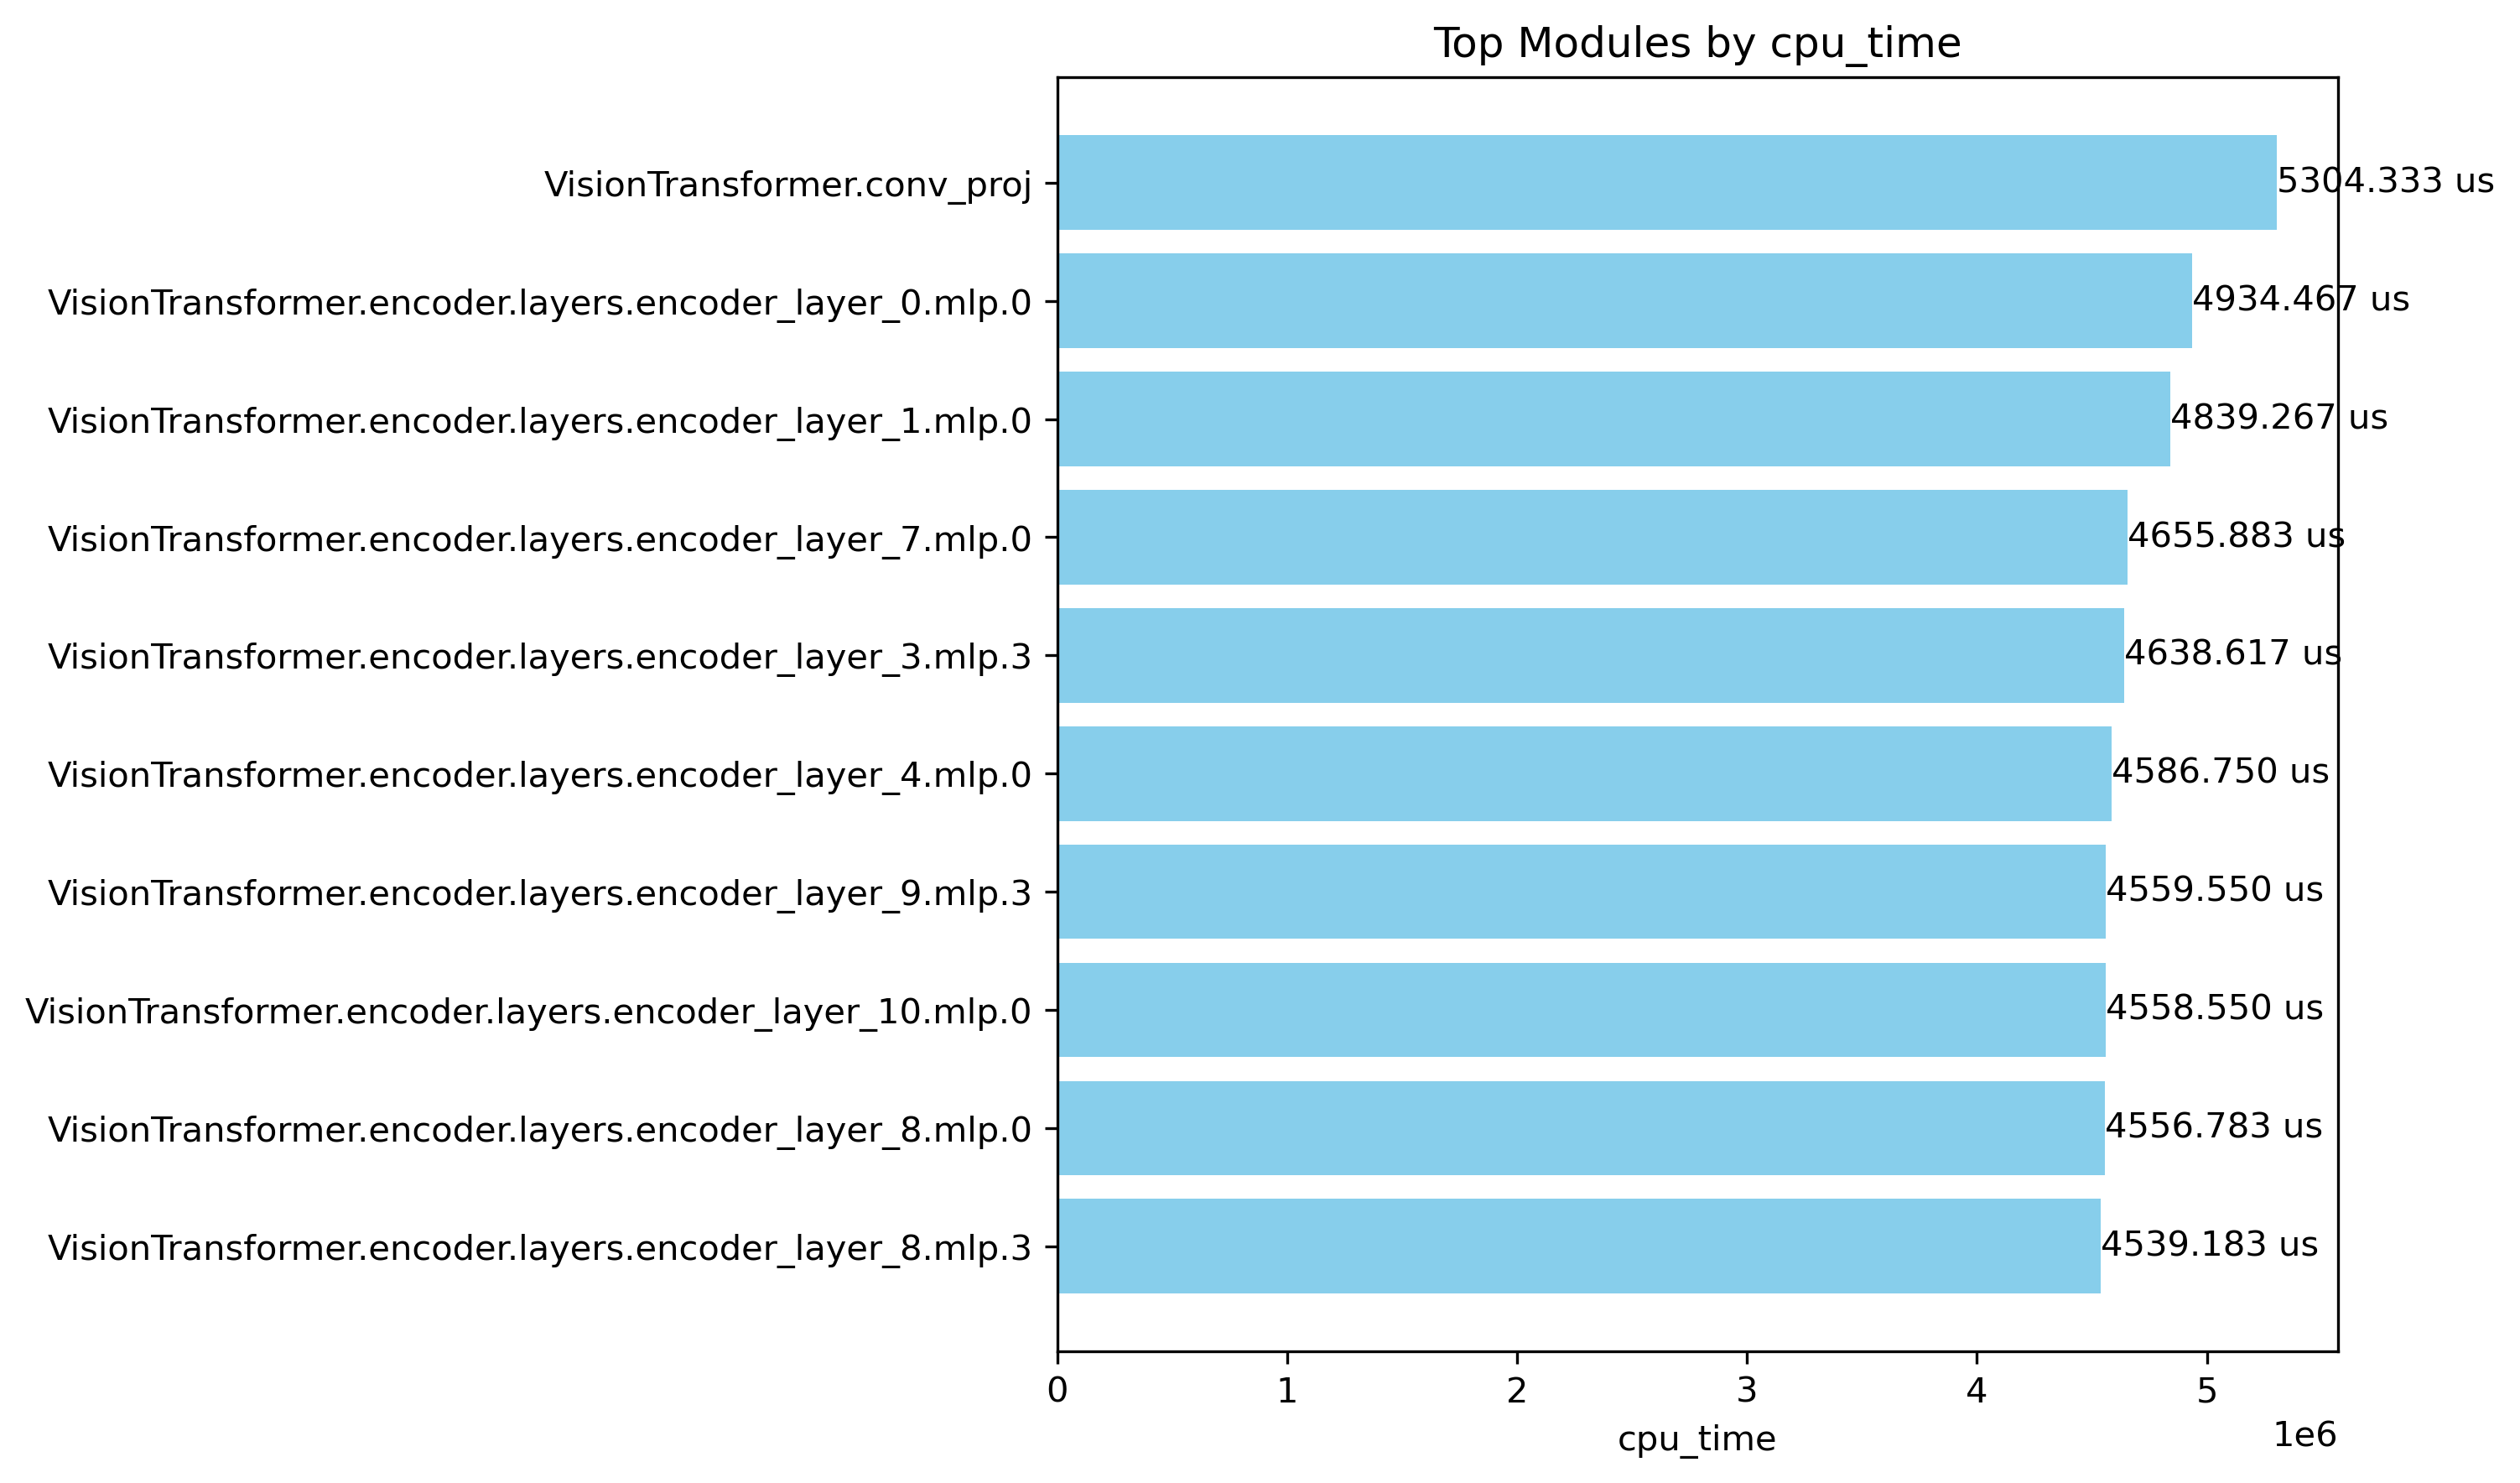 Top Modules by cpu_time
VisionTransformer.conv_proj 5304.333 us
VisionTransformer.encoder.layers.encoder_layer_0.mlp.0 4934.467 us
VisionTransformer.encoder.layers.encoder_layer_1.mlp.0 4839.267 us
VisionTransformer.encoder.layers.encoder_layer_7.mlp.0 4655.883 us
VisionTransformer.encoder.layers.encoder_layer_3.mlp.3 4638.617 us
VisionTransformer.encoder.layers.encoder_layer_4.mlp.0 4586.750 us
VisionTransformer.encoder.layers.encoder_layer_9.mlp.3 4559.550 us
VisionTransformer.encoder.layers.encoder_layer_10.mlp.0 4558.550 us
VisionTransformer.encoder.layers.encoder_layer_8.mlp.0 4556.783 us
VisionTransformer.encoder.layers.encoder_layer_8.mlp.3 4539.183 us
0 1 2 3 4 5
1e6
cpu_time